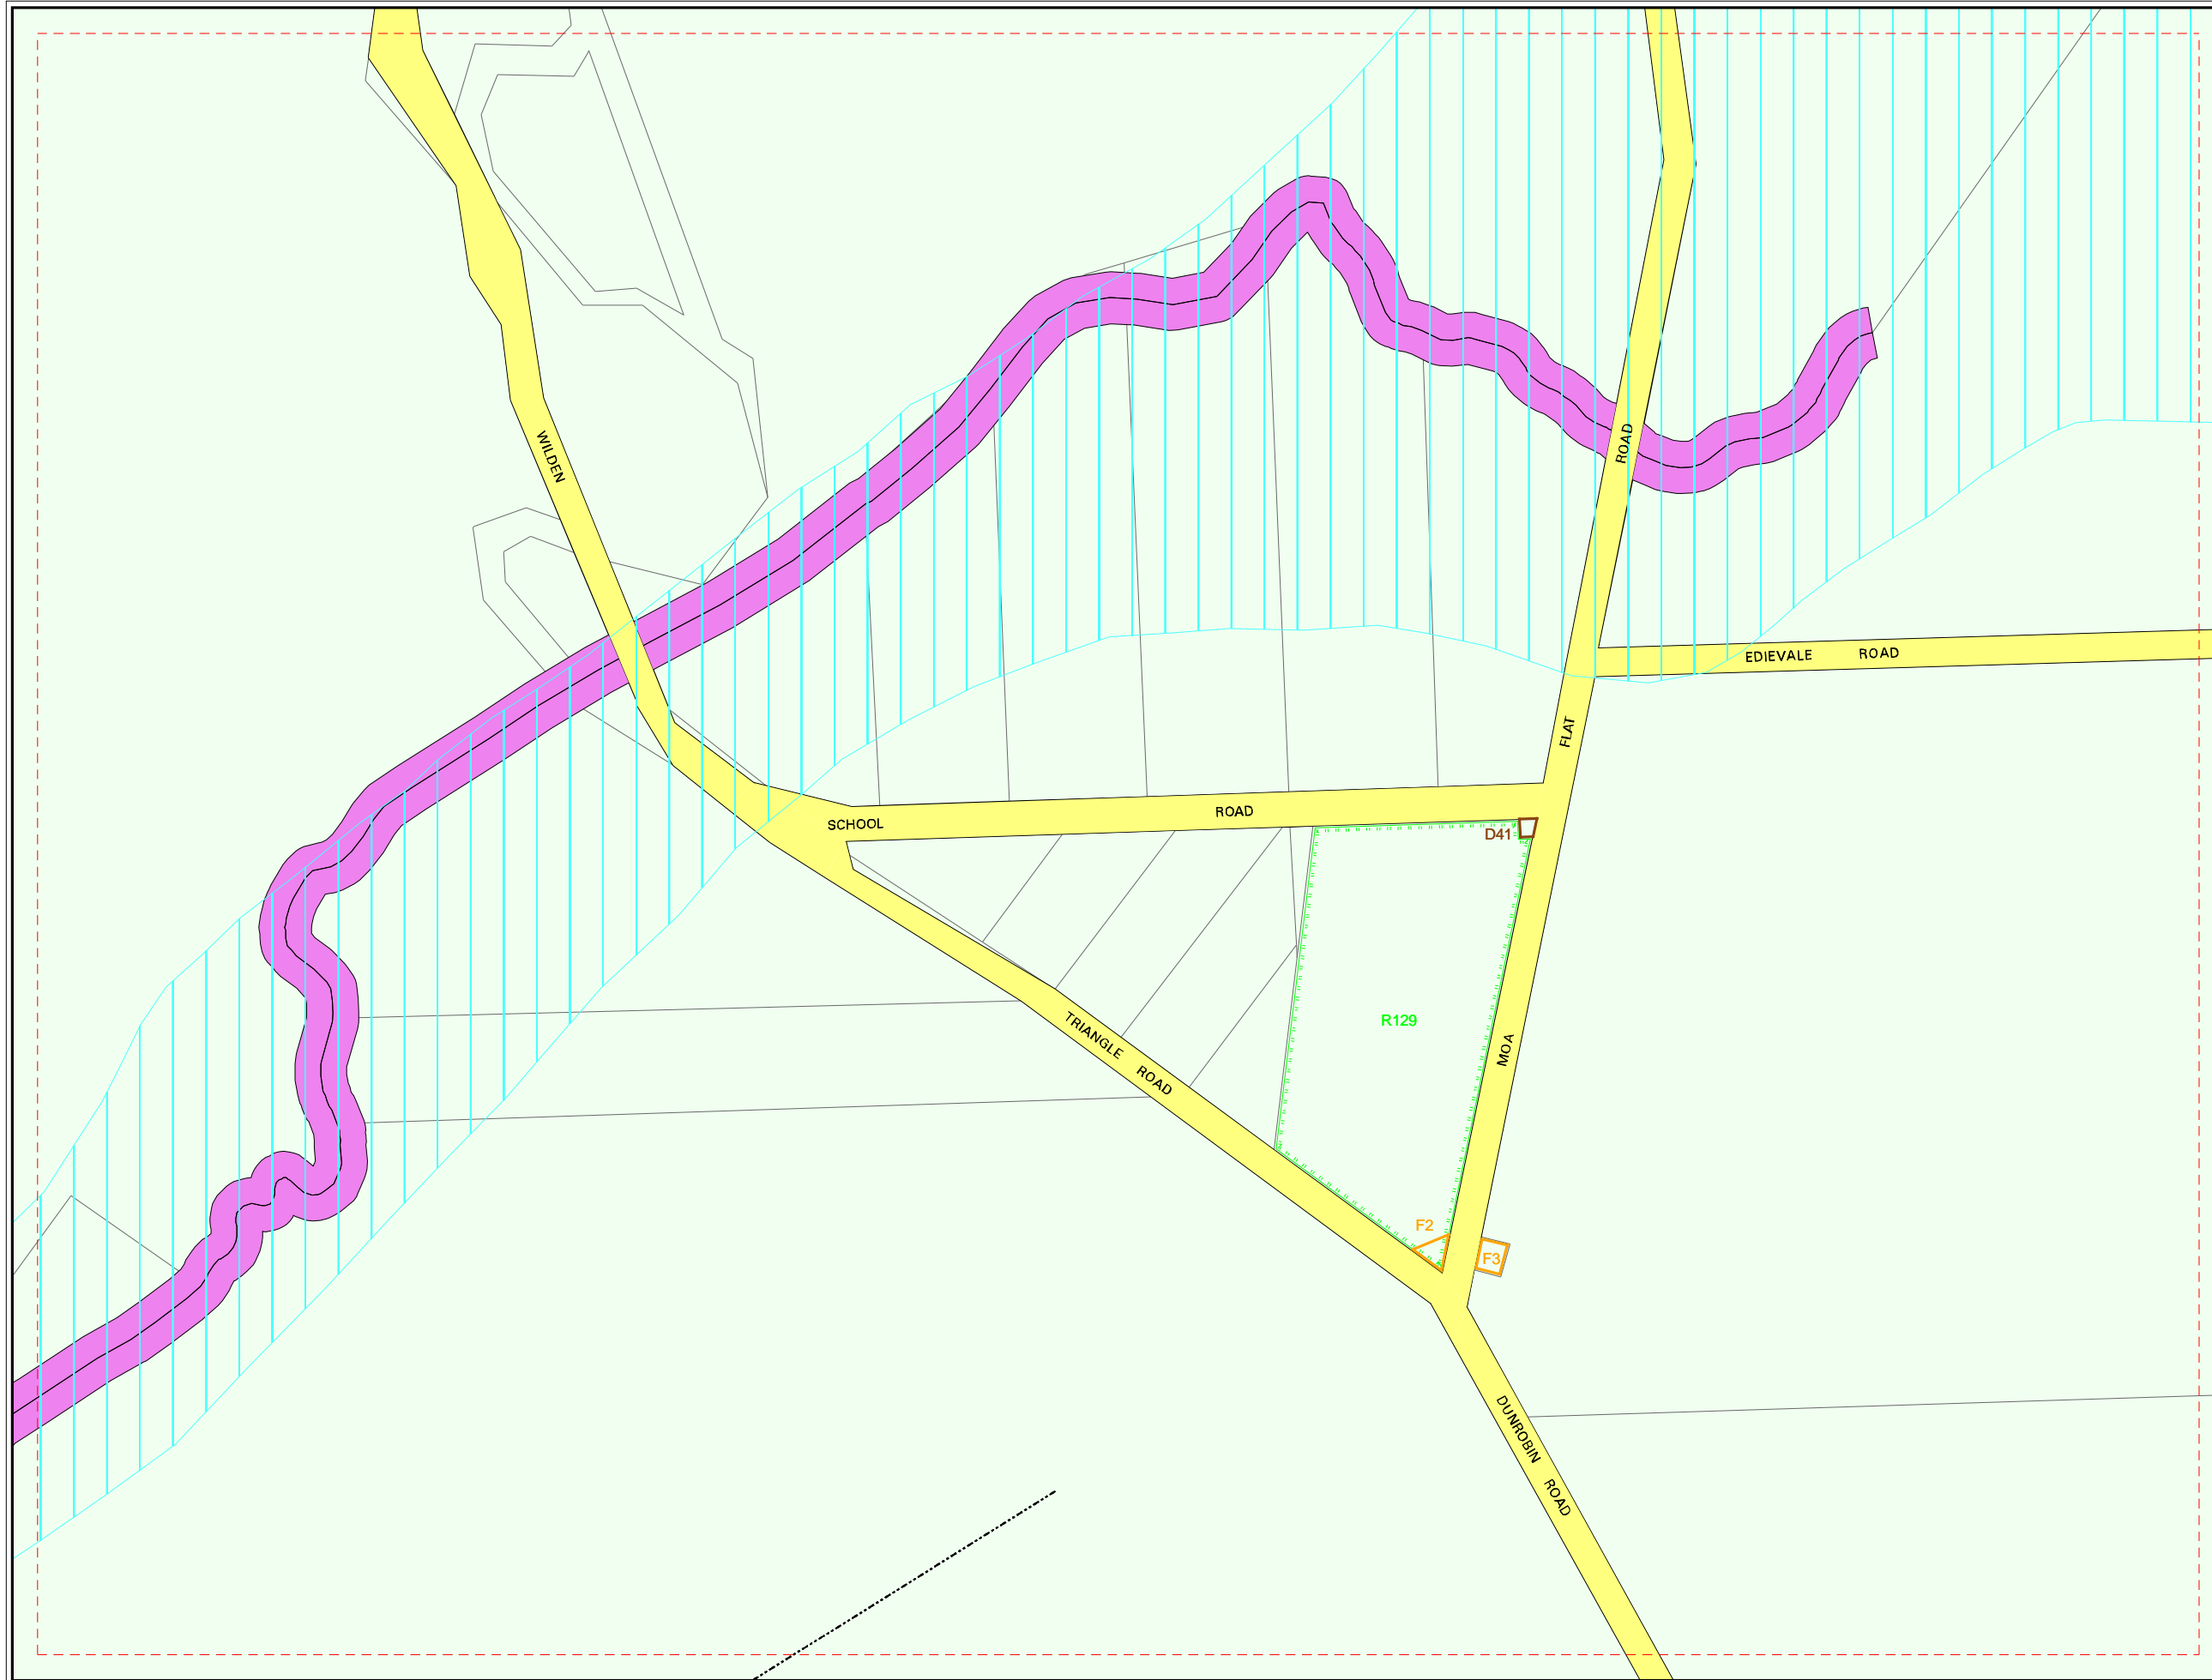 WILDEN
ROAD
EDIEVALE ROAD
FLAT
SCHOOL ROAD
D41
R129
MOA
TRIANGLE ROAD
F2
F3
DUNROBIN ROAD